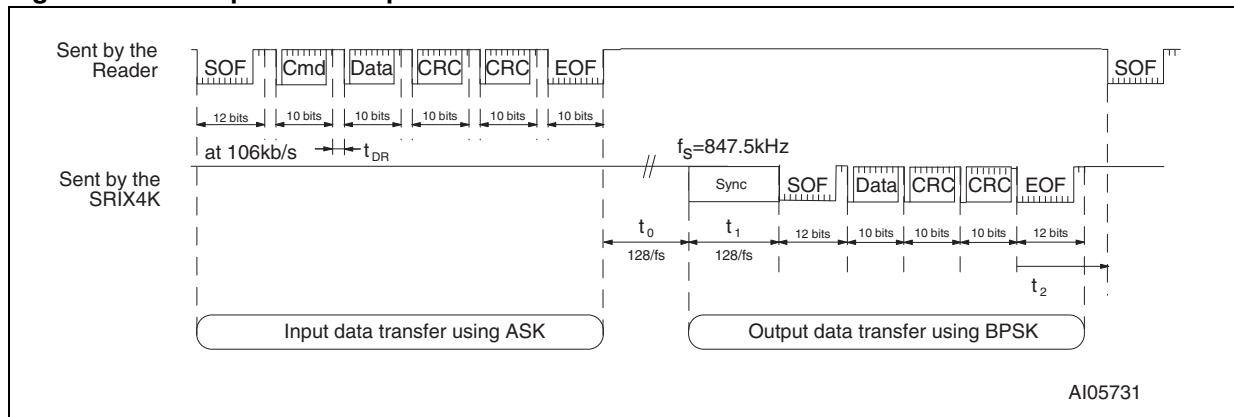 Sent by the Reader
SOF Cmd Data CRC CRC EOF SOF
12 bits 10 bits 10 bits 10 bits 10 bits 10 bits
at 106kb/s tDR fS=847.5kHz
Sent by the SRIX4K
Sync SOF Data CRC CRC EOF
t0 t1 12 bits 10 bits 10 bits 10 bits 12 bits
128/fs 128/fs
t2
Input data transfer using ASK Output data transfer using BPSK
AI05731